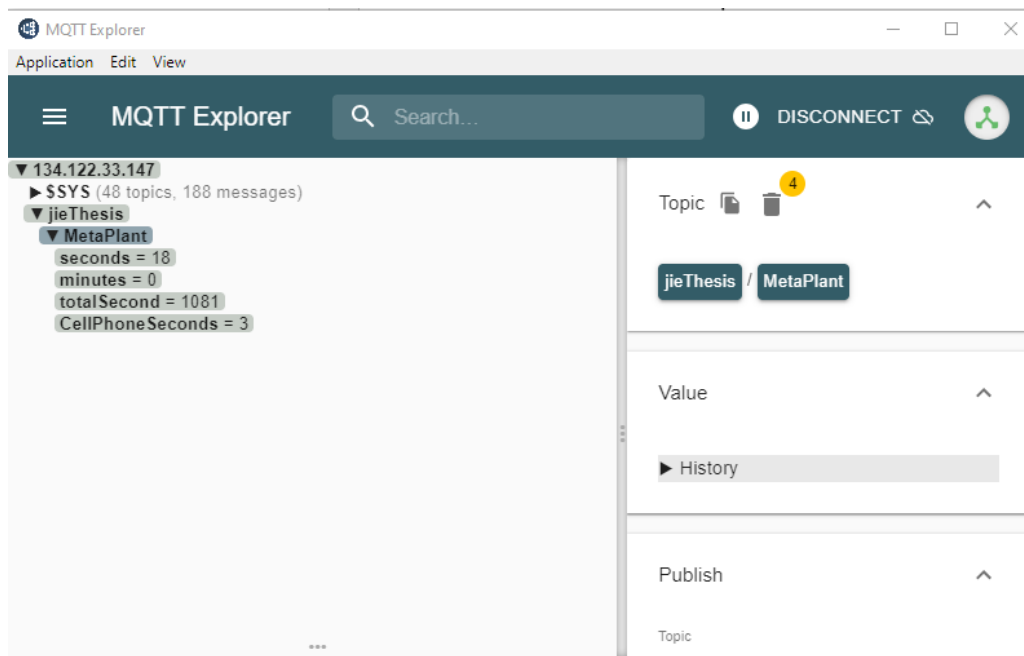 MQTT Explorer
Application Edit View
MQTT Explorer
Search...
DISCONNECT
▼ 134.122.33.147
▶ $SYS (48 topics, 188 messages)
▼ jieThesis
▼ MetaPlant
seconds = 18
minutes = 0
totalSecond = 1081
CellPhoneSeconds = 3
Topic 4
jieThesis / MetaPlant
Value
▶ History
Publish
Topic